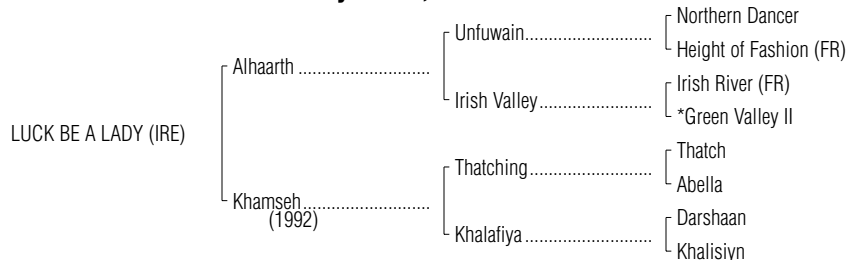 Northern Dancer
Unfuwain
Height of Fashion (FR)
Alhaarth
Irish River (FR)
Irish Valley
*Green Valley II
LUCK BE A LADY (IRE)
Thatch
Thatching
Abella
Khamseh
(1992)
Darshaan
Khalafiya
Khalisiyn